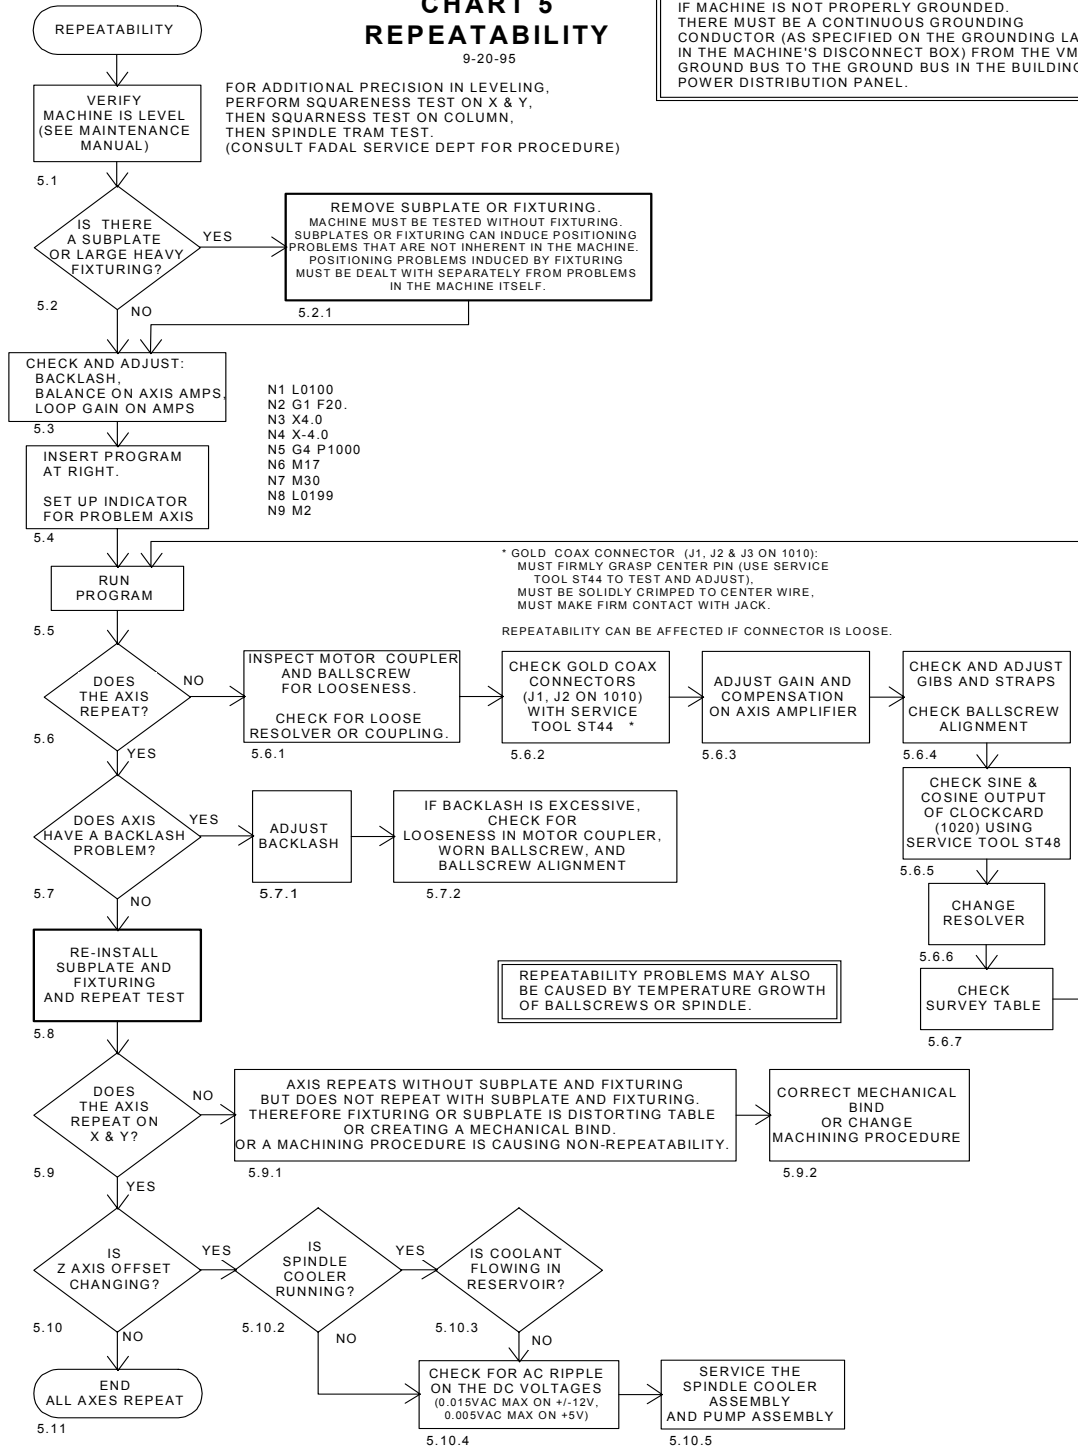 CHART 5
REPEATABILITY
9-20-95
IF MACHINE IS NOT PROPERLY GROUNDED.
THERE MUST BE A CONTINUOUS GROUNDING
CONDUCTOR (AS SPECIFIED ON THE GROUNDING LA
IN THE MACHINE'S DISCONNECT BOX) FROM THE VM
GROUND BUS TO THE GROUND BUS IN THE BUILDING
POWER DISTRIBUTION PANEL.
REPEATABILITY
VERIFY
MACHINE IS LEVEL
(SEE MAINTENANCE
MANUAL)
5.1
FOR ADDITIONAL PRECISION IN LEVELING,
PERFORM SQUARENESS TEST ON X & Y,
THEN SQUARNESS TEST ON COLUMN,
THEN SPINDLE TRAM TEST.
(CONSULT FADAL SERVICE DEPT FOR PROCEDURE)
IS THERE
A SUBPLATE
OR LARGE HEAVY
FIXTURING?
5.2
YES
NO
REMOVE SUBPLATE OR FIXTURING.
MACHINE MUST BE TESTED WITHOUT FIXTURING.
SUBPLATES OR FIXTURING CAN INDUCE POSITIONING
PROBLEMS THAT ARE NOT INHERENT IN THE MACHINE.
POSITIONING PROBLEMS INDUCED BY FIXTURING
MUST BE DEALT WITH SEPARATELY FROM PROBLEMS
IN THE MACHINE ITSELF.
5.2.1
CHECK AND ADJUST:
BACKLASH,
BALANCE ON AXIS AMPS,
LOOP GAIN ON AMPS
5.3
INSERT PROGRAM
AT RIGHT.
SET UP INDICATOR
FOR PROBLEM AXIS
5.4
N1 L0100
N2 G1 F20.
N3 X4.0
N4 X-4.0
N5 G4 P1000
N6 M17
N7 M30
N8 L0199
N9 M2
RUN
PROGRAM
5.5
* GOLD COAX CONNECTOR (J1, J2 & J3 ON 1010):
MUST FIRMLY GRASP CENTER PIN (USE SERVICE
TOOL ST44 TO TEST AND ADJUST),
MUST BE SOLIDLY CRIMPED TO CENTER WIRE,
MUST MAKE FIRM CONTACT WITH JACK.
REPEATABILITY CAN BE AFFECTED IF CONNECTOR IS LOOSE.
DOES
THE AXIS
REPEAT?
5.6
NO
YES
INSPECT MOTOR COUPLER
AND BALLSCREW
FOR LOOSENESS.
CHECK FOR LOOSE
RESOLVER OR COUPLING.
5.6.1
CHECK GOLD COAX
CONNECTORS
(J1, J2 ON 1010)
WITH SERVICE
TOOL ST44 *
5.6.2
ADJUST GAIN AND
COMPENSATION
ON AXIS AMPLIFIER
5.6.3
CHECK AND ADJUST
GIBS AND STRAPS
CHECK BALLSCREW
ALIGNMENT
5.6.4
CHECK SINE &
COSINE OUTPUT
OF CLOCKCARD
(1020) USING
SERVICE TOOL ST48
5.6.5
CHANGE
RESOLVER
5.6.6
CHECK
SURVEY TABLE
5.6.7
DOES AXIS
HAVE A BACKLASH
PROBLEM?
5.7
YES
NO
ADJUST
BACKLASH
5.7.1
IF BACKLASH IS EXCESSIVE,
CHECK FOR
LOOSENESS IN MOTOR COUPLER,
WORN BALLSCREW, AND
BALLSCREW ALIGNMENT
5.7.2
RE-INSTALL
SUBPLATE AND
FIXTURING
AND REPEAT TEST
5.8
REPEATABILITY PROBLEMS MAY ALSO
BE CAUSED BY TEMPERATURE GROWTH
OF BALLSCREWS OR SPINDLE.
DOES
THE AXIS
REPEAT ON
X & Y?
5.9
NO
YES
AXIS REPEATS WITHOUT SUBPLATE AND FIXTURING
BUT DOES NOT REPEAT WITH SUBPLATE AND FIXTURING.
THEREFORE FIXTURING OR SUBPLATE IS DISTORTING TABLE
OR CREATING A MECHANICAL BIND.
OR A MACHINING PROCEDURE IS CAUSING NON-REPEATABILITY.
5.9.1
CORRECT MECHANICAL
BIND
OR CHANGE
MACHINING PROCEDURE
5.9.2
IS
Z AXIS OFFSET
CHANGING?
5.10
YES
NO
IS
SPINDLE
COOLER
RUNNING?
5.10.2
YES
NO
IS COOLANT
FLOWING IN
RESERVOIR?
5.10.3
NO
END
ALL AXES REPEAT
5.11
CHECK FOR AC RIPPLE
ON THE DC VOLTAGES
(0.015VAC MAX ON +/-12V,
0.005VAC MAX ON +5V)
5.10.4
SERVICE THE
SPINDLE COOLER
ASSEMBLY
AND PUMP ASSEMBLY
5.10.5